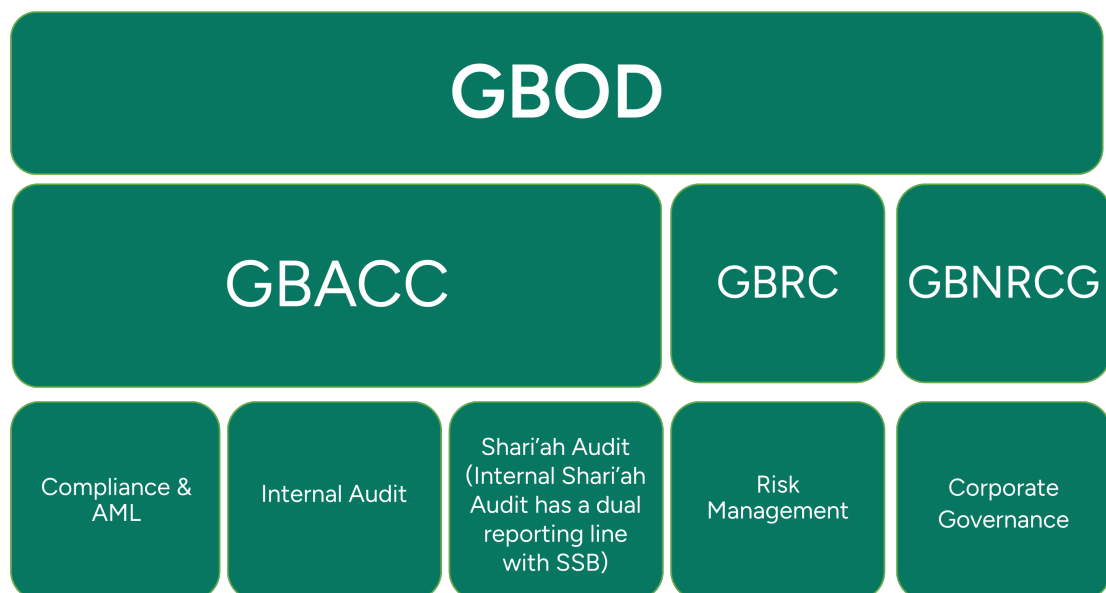 GBOD
GBACC
GBRC
GBNRCG
Compliance &
AML
Internal Audit
Shari’ah Audit
(Internal Shari’ah
Audit has a dual
reporting line
with SSB)
Risk
Management
Corporate
Governance